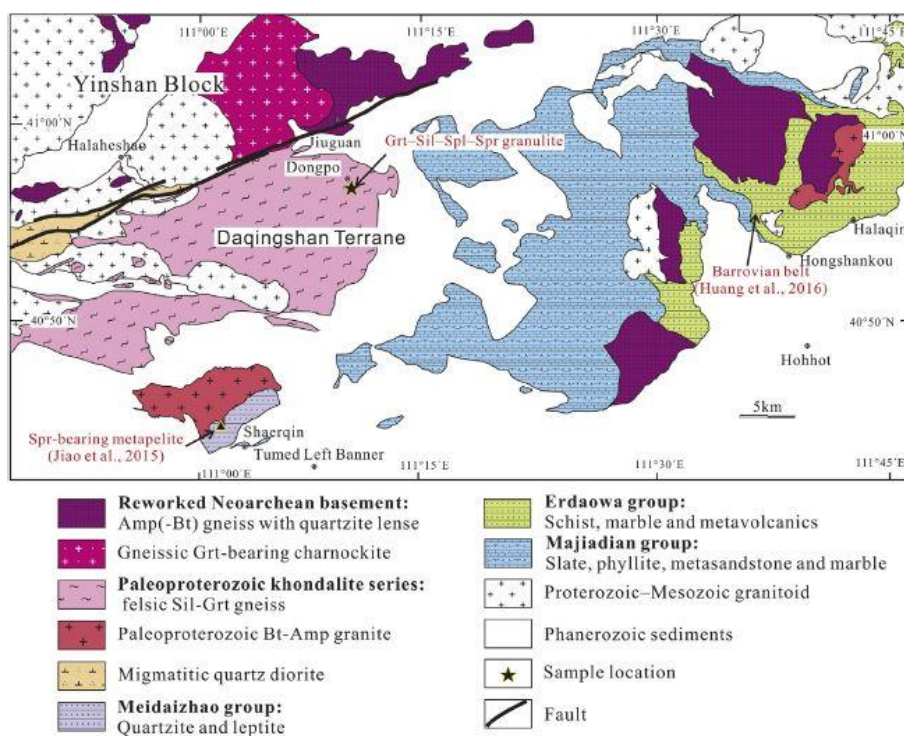 111°00´E
111°15´E
111°30´E
111°45´E
Yinshan Block
41°00´N
Halaheshao
Jiuguan
Grt–Sil–Spl–Spr granulite
41°00´N
Dongpo
Daqingshan Terrane
Halaqin
Hongshankou
Barrovian belt
(Huang et al., 2016)
40°50´N
40°50´N
Hohhot
5km
Spr-bearing metapelite
(Jiao et al., 2015)
Shaerqin
Tumed Left Banner
111°00´E
111°15´E
111°30´E
111°45´E
Reworked Neoarchean basement:
Amp(-Bt) gneiss with quartzite lense
Gneissic Grt-bearing charnockite
Paleoproterozoic khondalite series:
felsic Sil-Grt gneiss
Paleoproterozoic Bt-Amp granite
Migmatitic quartz diorite
Meidaizhao group:
Quartzite and leptite
Erdaowa group:
Schist, marble and metavolcanics
Majiadian group:
Slate, phyllite, metasandstone and marble
Proterozoic–Mesozoic granitoid
Phanerozoic sediments
Sample location
Fault